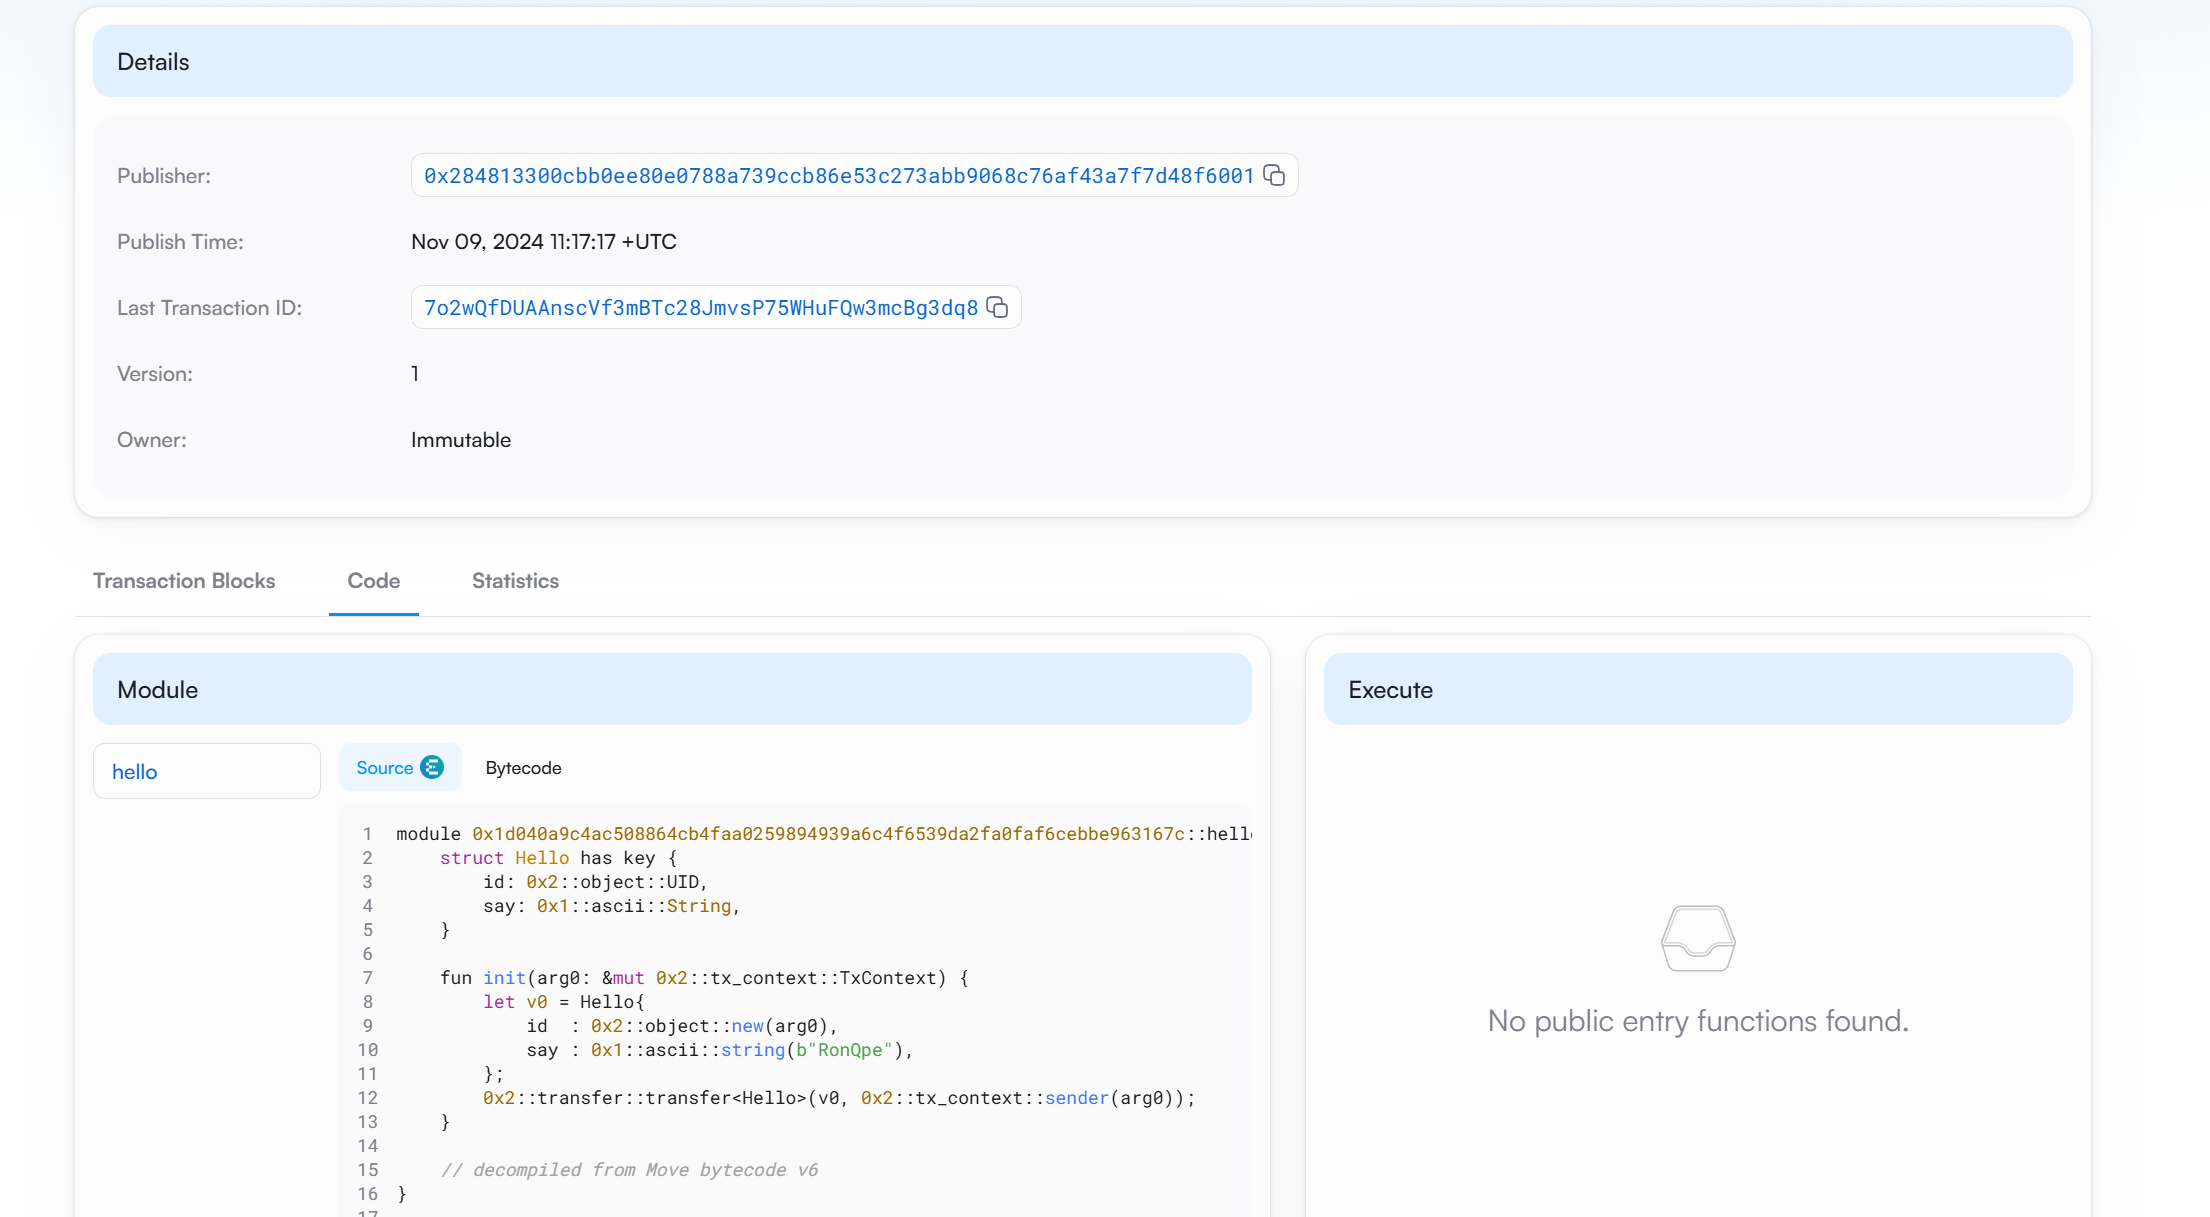 Details
Publisher: 0x284813300cbb0ee80e0788a739ccb86e53c273abb9068c76af43a7f7d48f6001
Publish Time: Nov 09, 2024 11:17:17 +UTC
Last Transaction ID: 7o2wQfDUAAnscVf3mBTc28JmvsP75WHuFQw3mcBg3dq8
Version: 1
Owner: Immutable
Transaction Blocks Code Statistics
Module
hello
Source Bytecode
1 module 0x1d040a9c4ac508864cb4faa0259894939a6c4f6539da2fa0faf6cebbe963167c::hell
2     struct Hello has key {
3         id: 0x2::object::UID,
4         say: 0x1::ascii::String,
5     }
6
7     fun init(arg0: &mut 0x2::tx_context::TxContext) {
8         let v0 = Hello{
9             id  : 0x2::object::new(arg0),
10             say : 0x1::ascii::string(b"RonQpe"),
11         };
12         0x2::transfer::transfer<Hello>(v0, 0x2::tx_context::sender(arg0));
13     }
14
15     // decompiled from Move bytecode v6
16 }
17
Execute
No public entry functions found.